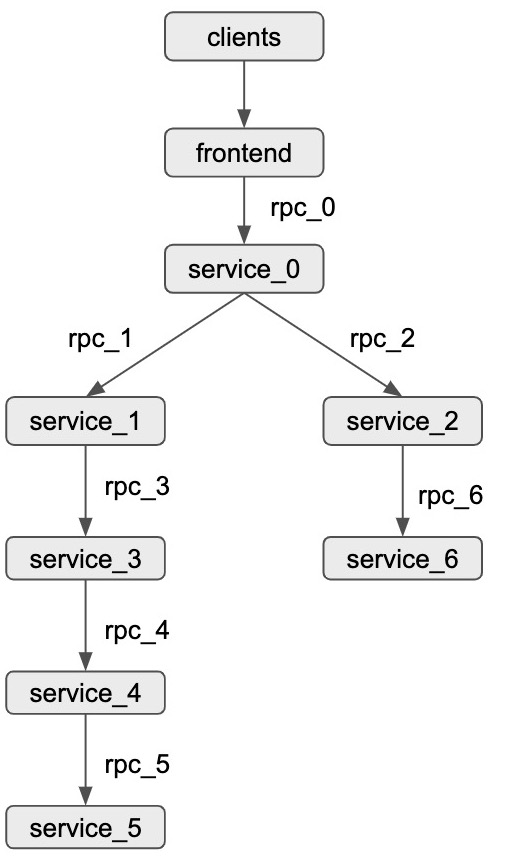 clients
frontend
rpc_0
service_0
rpc_1
rpc_2
service_1
service_2
rpc_3
rpc_6
service_3
service_6
rpc_4
service_4
rpc_5
service_5